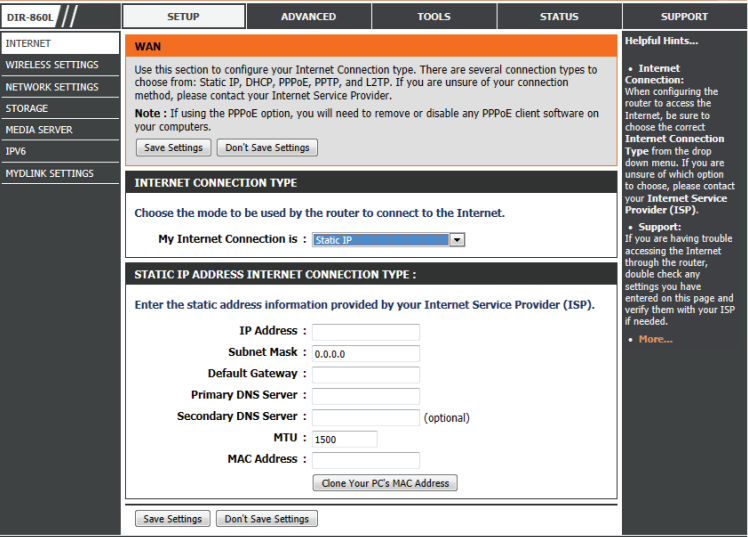 DIR-860L
SETUP
ADVANCED
TOOLS
STATUS
SUPPORT
INTERNET
WIRELESS SETTINGS
NETWORK SETTINGS
STORAGE
MEDIA SERVER
IPV6
MYDLINK SETTINGS
WAN
Use this section to configure your Internet Connection type. There are several connection types to
choose from: Static IP, DHCP, PPPoE, PPTP, and L2TP. If you are unsure of your connection
method, please contact your Internet Service Provider.
Note : If using the PPPoE option, you will need to remove or disable any PPPoE client software on
your computers.
Save Settings Don't Save Settings
INTERNET CONNECTION TYPE
Choose the mode to be used by the router to connect to the Internet.
My Internet Connection is : Static IP
STATIC IP ADDRESS INTERNET CONNECTION TYPE :
Enter the static address information provided by your Internet Service Provider (ISP).
IP Address :
Subnet Mask : 0.0.0.0
Default Gateway :
Primary DNS Server :
Secondary DNS Server : (optional)
MTU : 1500
MAC Address :
Clone Your PC's MAC Address
Save Settings Don't Save Settings
Helpful Hints...
• Internet
Connection:
When configuring the
router to access the
Internet, be sure to
choose the correct
Internet Connection
Type from the drop
down menu. If you are
unsure of which option
to choose, please contact
your Internet Service
Provider (ISP).
• Support:
If you are having trouble
accessing the Internet
through the router,
double check any
settings you have
entered on this page and
verify them with your ISP
if needed.
• More...